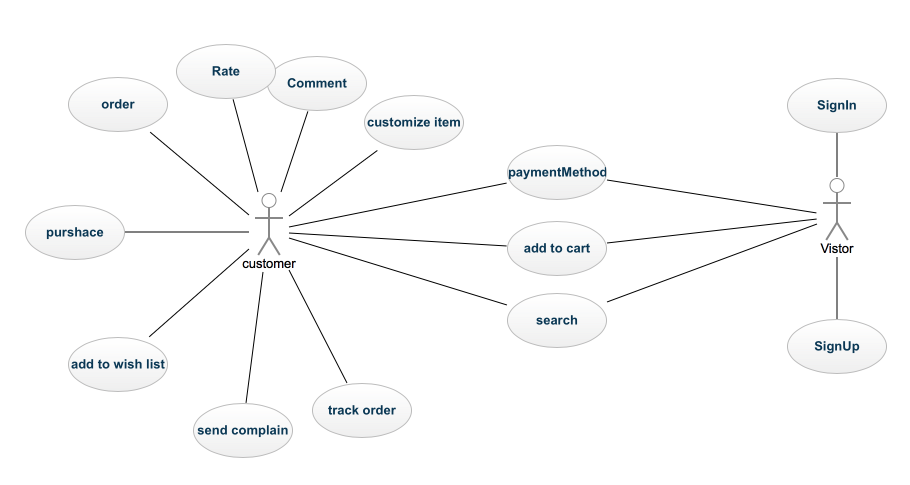 Rate
Comment
order
SignIn
customize item
paymentMethod
purshace
add to cart
Vistor
customer
search
SignUp
add to wish list
track order
send complain